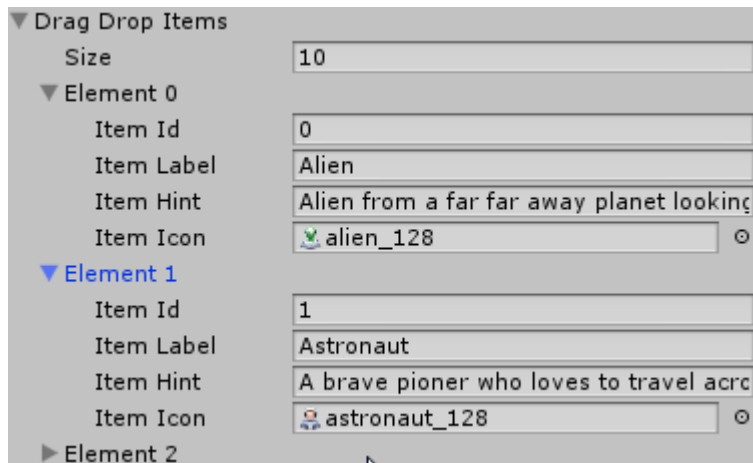 Drag Drop Items
Size 10
Element 0
Item Id 0
Item Label Alien
Item Hint Alien from a far far away planet looking
Item Icon alien_128
Element 1
Item Id 1
Item Label Astronaut
Item Hint A brave pioner who loves to travel acro
Item Icon astronaut_128
Element 2